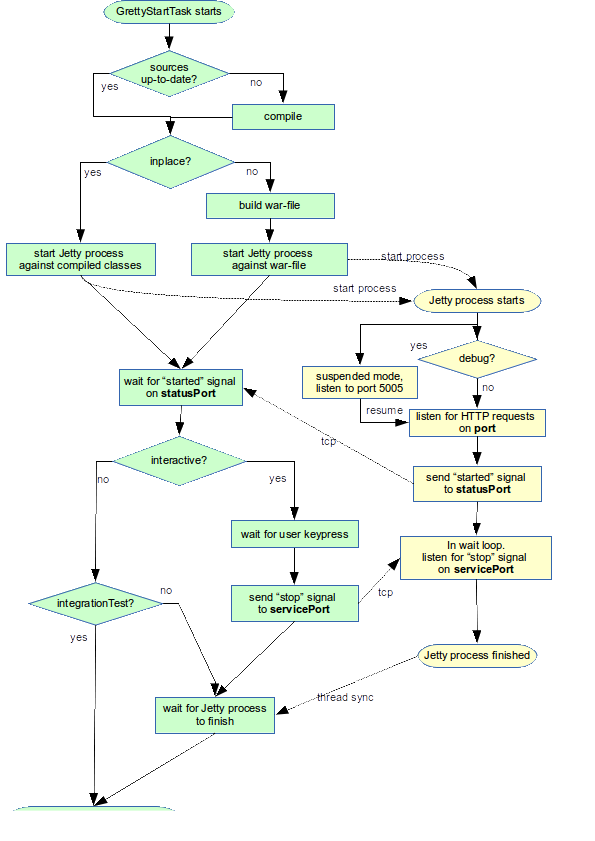 GrettyStartTask starts
sources
up-to-date?
yes
no
compile
inplace?
yes
no
build war-file
start Jetty process
against compiled classes
start Jetty process
against war-file
start process
start process
Jetty process starts
debug?
yes
no
suspended mode,
listen to port 5005
resume
listen for HTTP requests
on port
wait for “started” signal
on statusPort
tcp
send “started” signal
to statusPort
interactive?
no
yes
wait for user keypress
In wait loop.
listen for “stop” signal
on servicePort
send “stop” signal
to servicePort
tcp
integrationTest?
no
yes
Jetty process finished
thread sync
wait for Jetty process
to finish